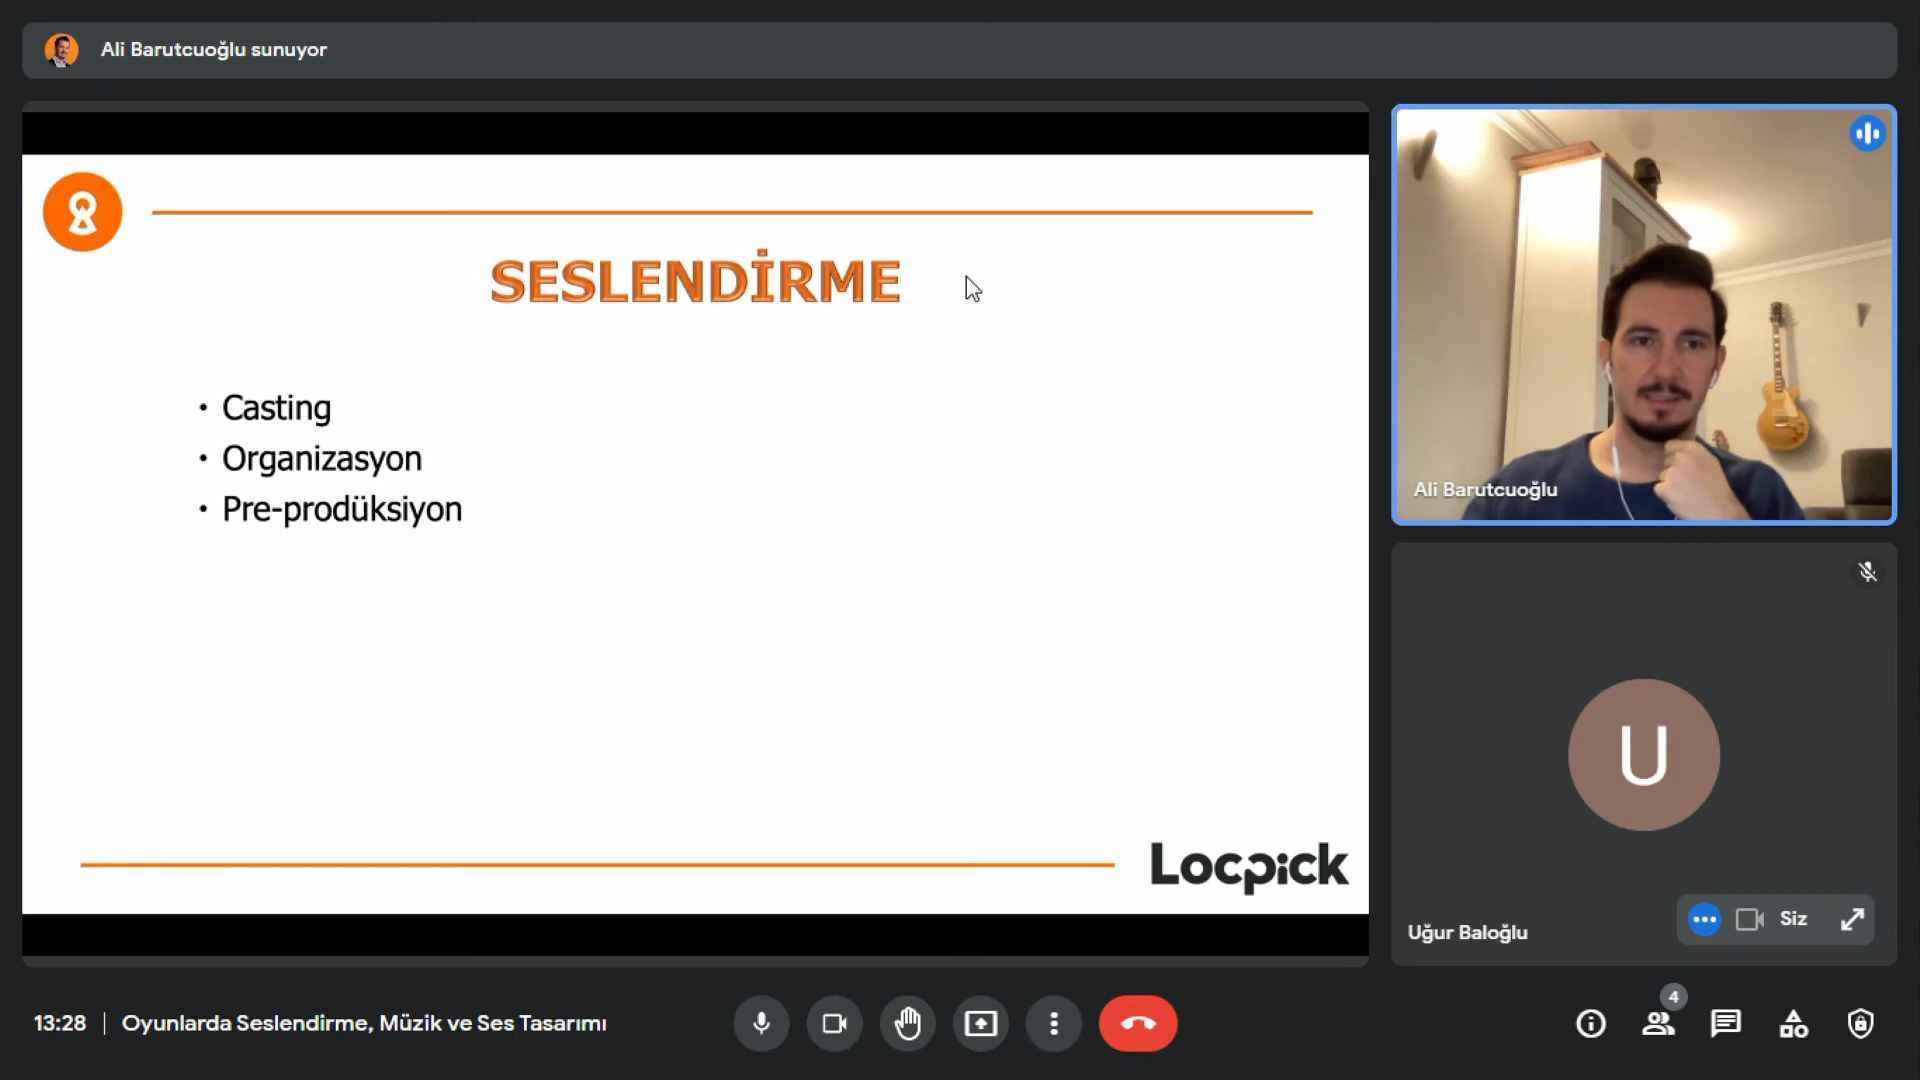 Ali Barutcuoğlu sunuyor
SESLENDİRME
• Casting
• Organizasyon
• Pre-prodüksiyon
Locpick
Ali Barutcuoğlu
U
Uğur Baloğlu
Siz
13:28 | Oyunlarda Seslendirme, Müzik ve Ses Tasarımı
4